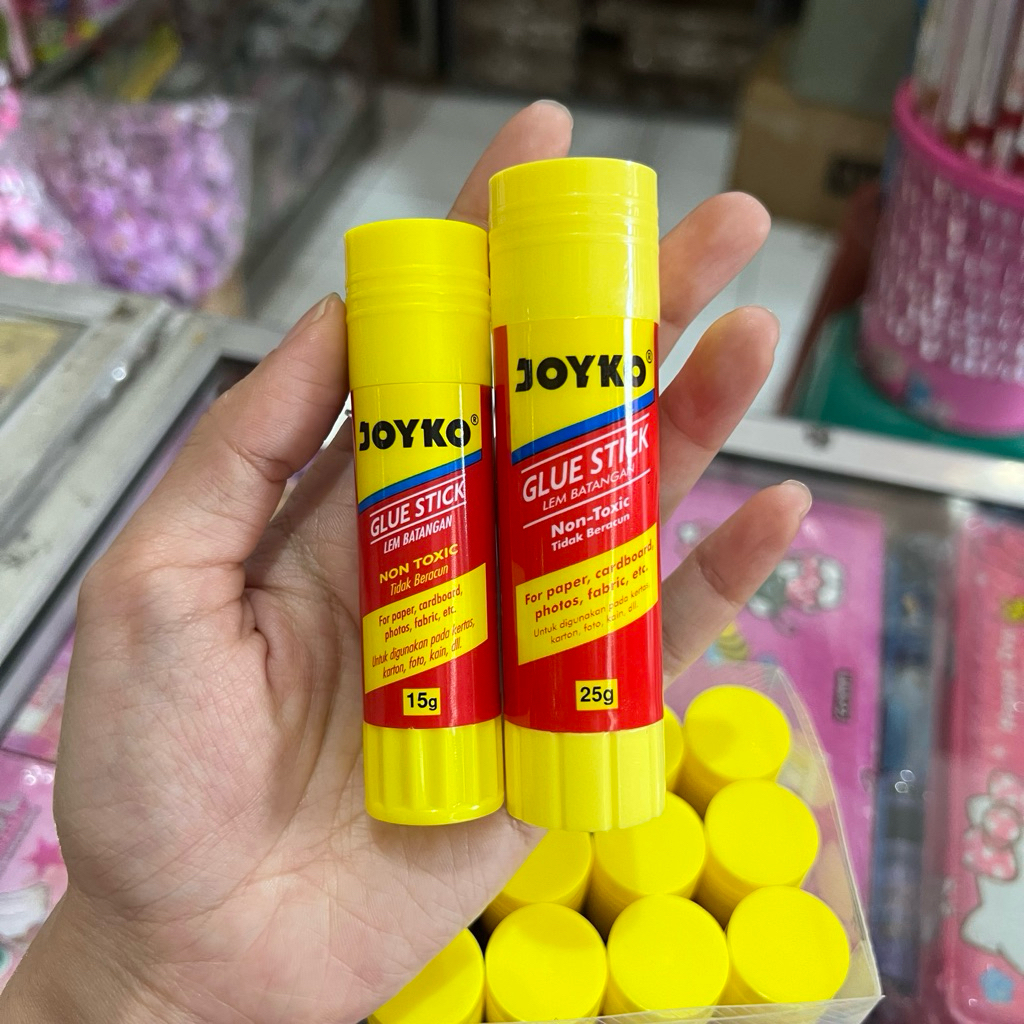 JOYKO®
GLUE STICK
LEM BATANGAN
NON TOXIC
Tidak Beracun
For paper, cardboard,
photos, fabric, etc.
Untuk digunakan pada kertas,
karton, foto, kain, dll.
15g
JOYKO®
GLUE STICK
LEM BATANGAN
Non-Toxic
Tidak Beracun
For paper, cardboard,
photos, fabric, etc.
Untuk digunakan pada kertas,
karton, foto, kain, dll.
25g